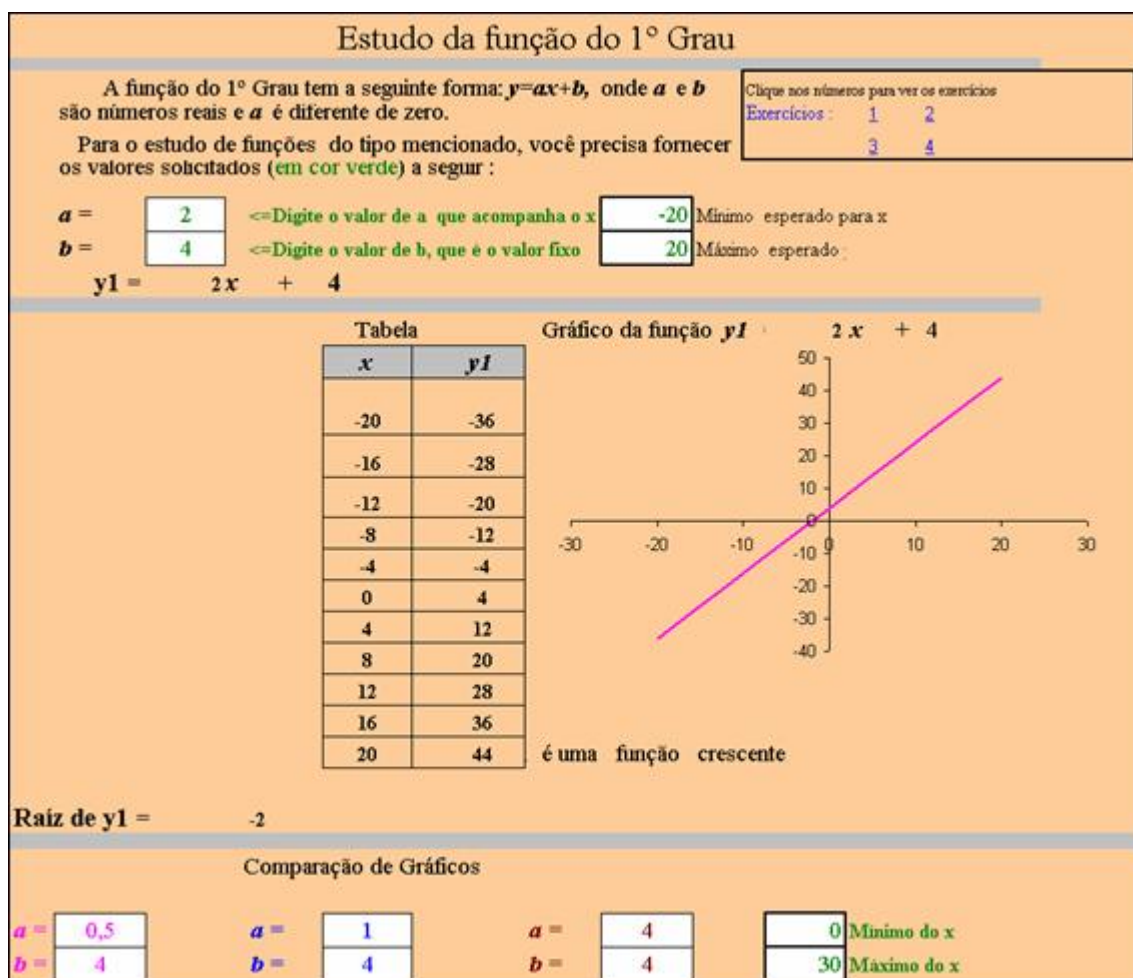 Estudo da função do 1º Grau
A função do 1º Grau tem a seguinte forma: y=ax+b, onde a e b
são números reais e a é diferente de zero.
Para o estudo de funções do tipo mencionado, você precisa fornecer
os valores solicitados (em cor verde) a seguir :
Clique nos números para ver os exercícios
Exercícios : 1 2
3 4
a = 2 <=Digite o valor de a que acompanha o x -20 Mínimo esperado para x
b = 4 <=Digite o valor de b, que é o valor fixo 20 Máximo esperado :
y1 = 2x + 4
Tabela
x y1
-20 -36
-16 -28
-12 -20
-8 -12
-4 -4
0 4
4 12
8 20
12 28
16 36
20 44
Gráfico da função y1 2 x + 4
50
40
30
20
10
0
-10
-20
-30
-40
-30 -20 -10 0 10 20 30
é uma função crescente
Raíz de y1 = -2
Comparação de Gráficos
a = 0,5 a = 1 a = 4 0 Mínimo do x
b = 4 b = 4 b = 4 30 Máximo do x